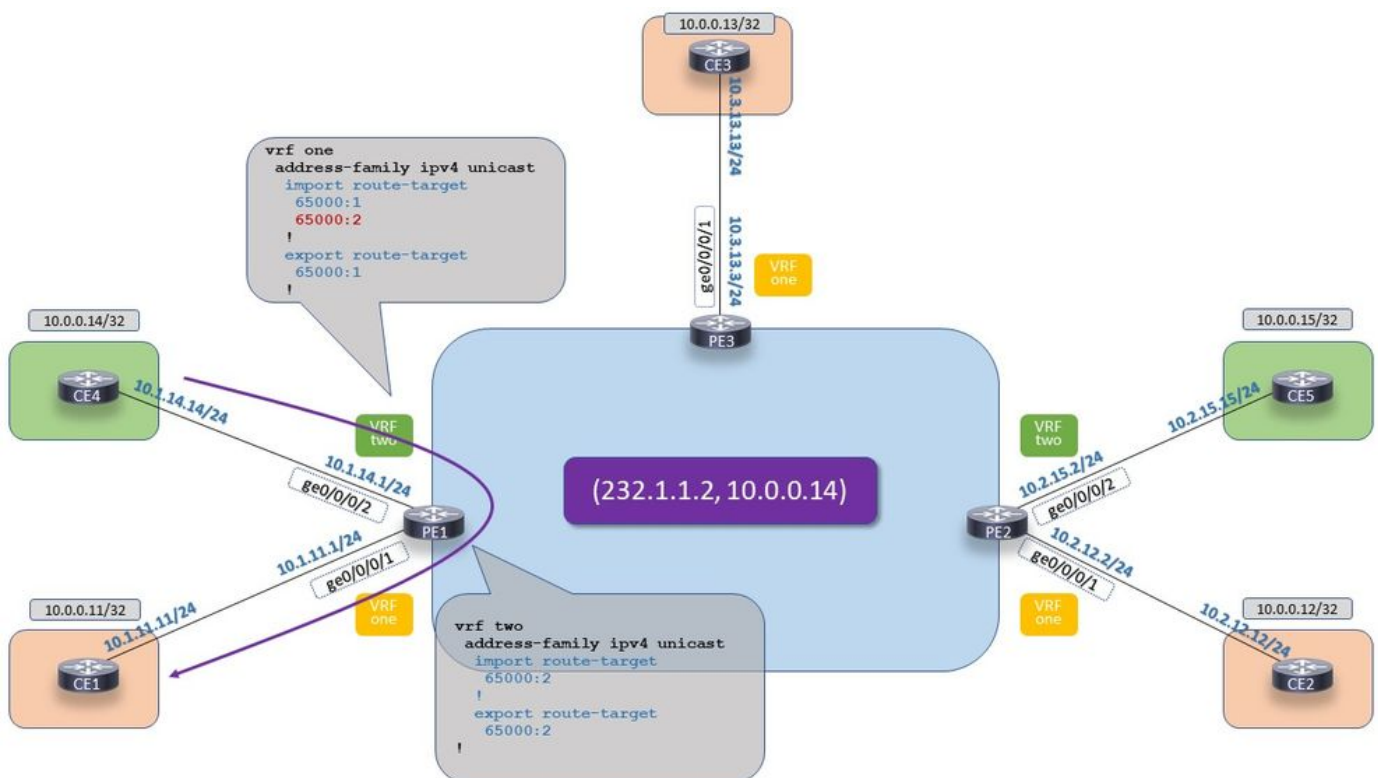 10.0.0.13/32
CE3
10.3.13.13/24
vrf one
address-family ipv4 unicast
import route-target
65000:1
65000:2
!
export route-target
65000:1
!
ge0/0/0/1
10.3.13.3/24
VRF
one
PE3
10.0.0.14/32
CE4
10.1.14.14/24
VRF
two
10.1.14.1/24
ge0/0/0/2
PE1
10.1.11.1/24
ge0/0/0/1
VRF
one
10.0.0.11/32
10.1.11.11/24
CE1
(232.1.1.2, 10.0.0.14)
vrf two
address-family ipv4 unicast
import route-target
65000:2
!
export route-target
65000:2
!
10.0.0.15/32
CE5
10.2.15.15/24
VRF
two
10.2.15.2/24
ge0/0/0/2
PE2
10.2.12.2/24
ge0/0/0/1
VRF
one
10.0.0.12/32
10.2.12.12/24
CE2